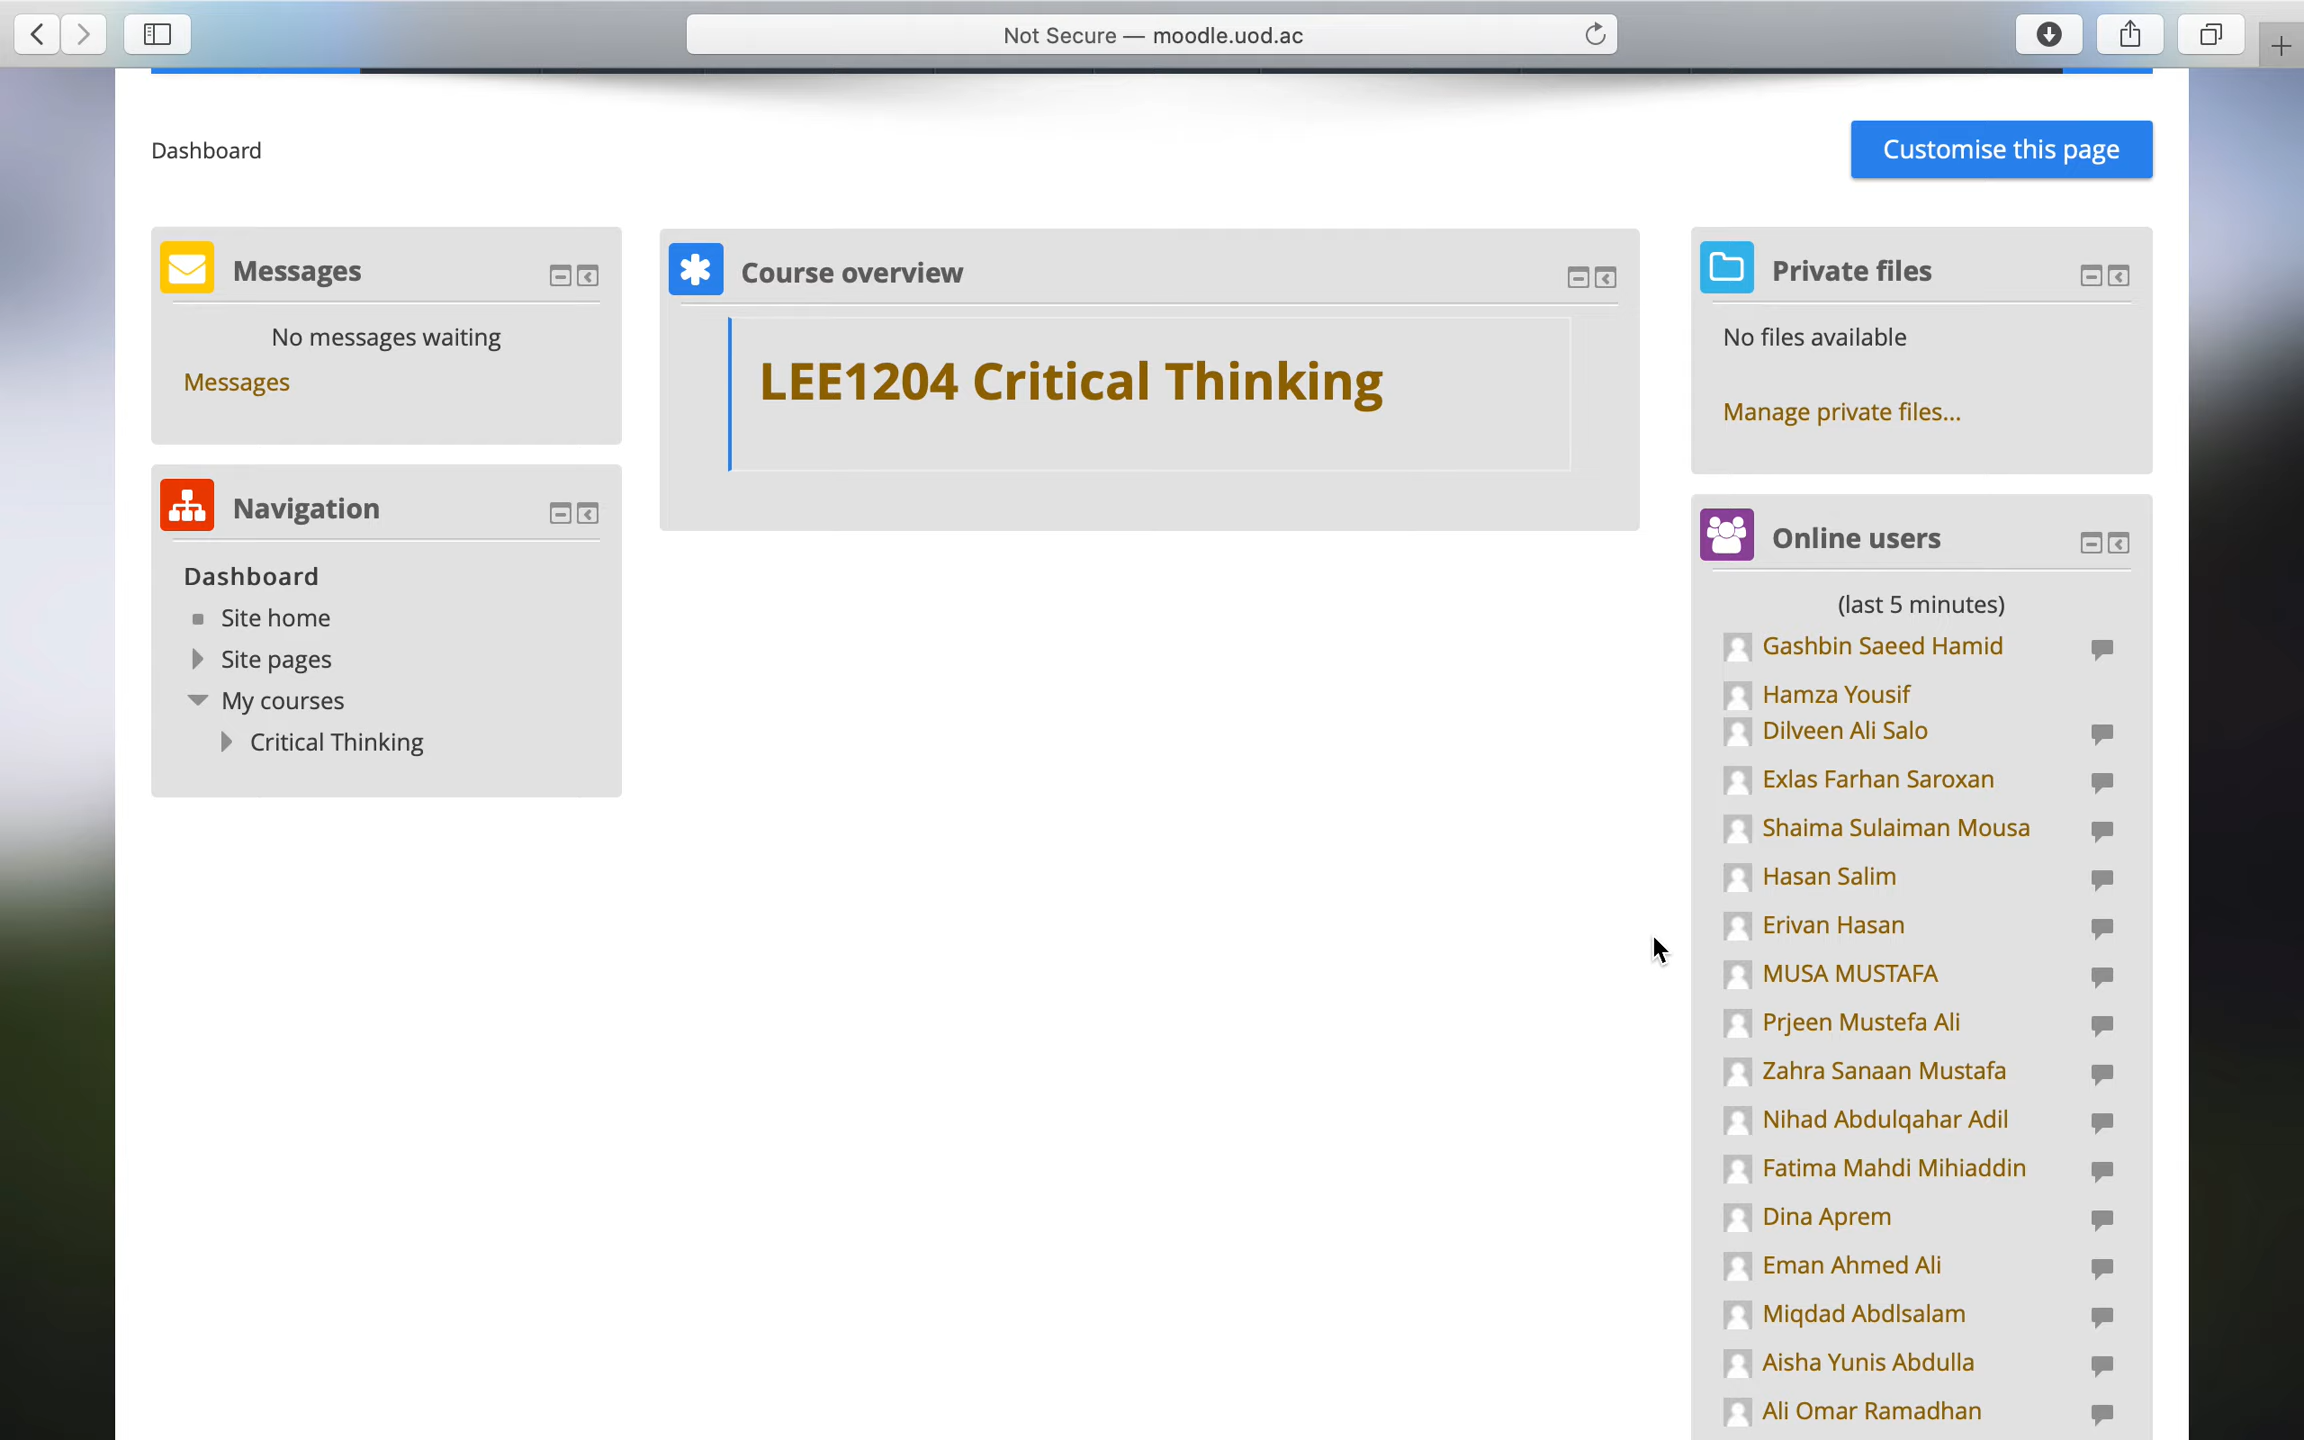 Not Secure — moodle.uod.ac
Dashboard
Customise this page
Messages
No messages waiting
Messages
Navigation
Dashboard
Site home
Site pages
My courses
Critical Thinking
Course overview
LEE1204 Critical Thinking
Private files
No files available
Manage private files...
Online users
(last 5 minutes)
Gashbin Saeed Hamid
Hamza Yousif
Dilveen Ali Salo
Exlas Farhan Saroxan
Shaima Sulaiman Mousa
Hasan Salim
Erivan Hasan
MUSA MUSTAFA
Prjeen Mustefa Ali
Zahra Sanaan Mustafa
Nihad Abdulqahar Adil
Fatima Mahdi Mihiaddin
Dina Aprem
Eman Ahmed Ali
Miqdad Abdlsalam
Aisha Yunis Abdulla
Ali Omar Ramadhan